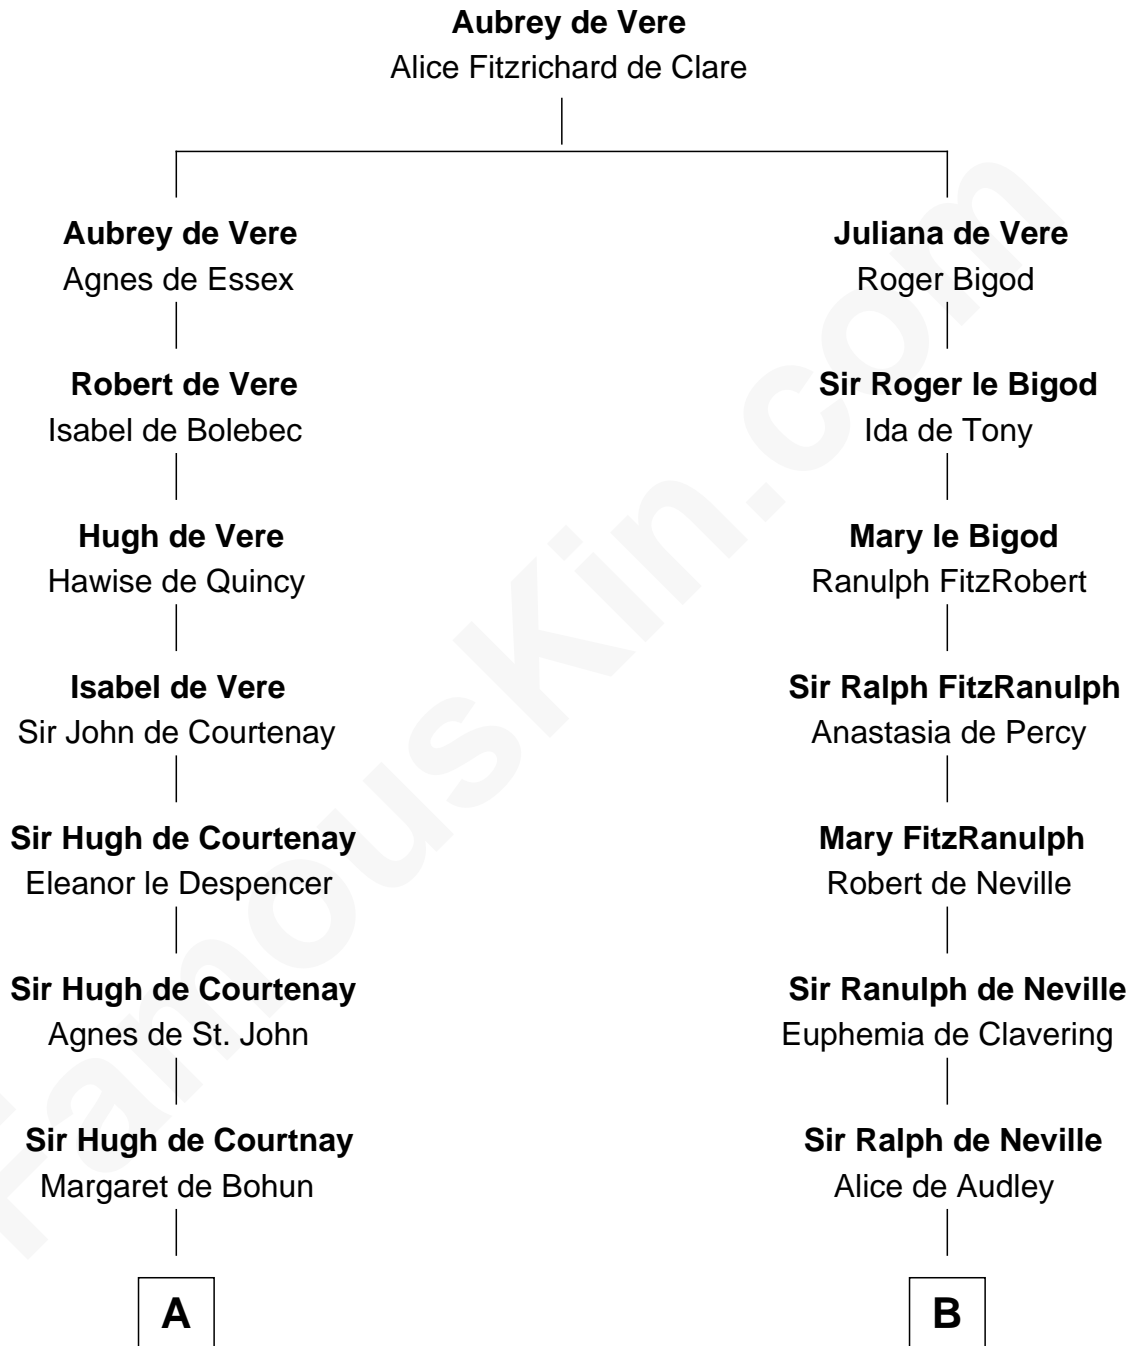 Aubrey de Vere
Alice Fitzrichard de Clare
Aubrey de Vere
Agnes de Essex
Juliana de Vere
Roger Bigod
Robert de Vere
Isabel de Bolebec
Sir Roger le Bigod
Ida de Tony
Hugh de Vere
Hawise de Quincy
Mary le Bigod
Ranulph FitzRobert
Isabel de Vere
Sir John de Courtenay
Sir Ralph FitzRanulph
Anastasia de Percy
Sir Hugh de Courtenay
Eleanor le Despencer
Mary FitzRanulph
Robert de Neville
Sir Hugh de Courtenay
Agnes de St. John
Sir Ranulph de Neville
Euphemia de Clavering
Sir Hugh de Courtnay
Margaret de Bohun
Sir Ralph de Neville
Alice de Audley
A
B
FamousKin.com